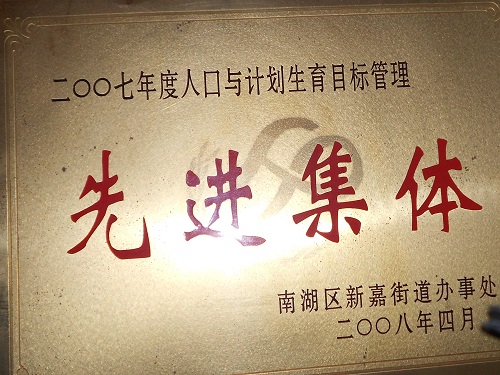 二〇〇七年度人口与计划生育目标管理
先进集体
南湖区新嘉街道办事处
二〇〇八年四月